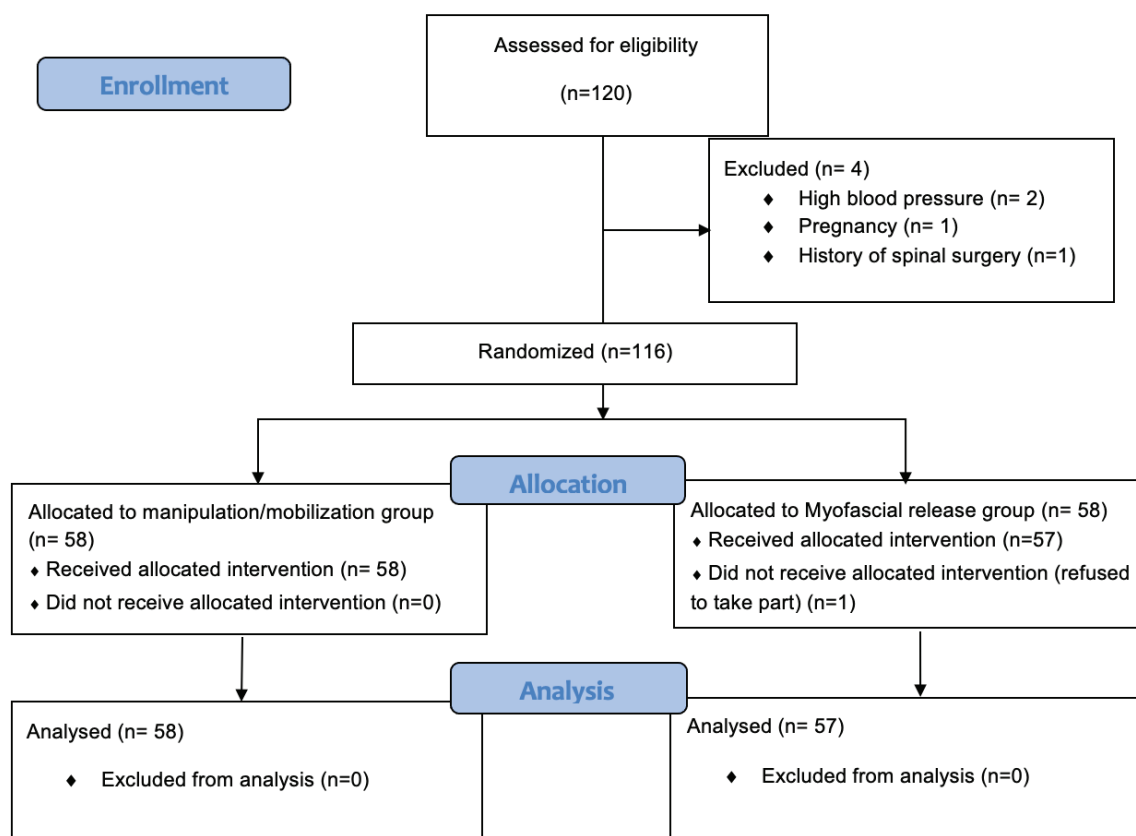 Enrollment
Assessed for eligibility
(n=120)
Excluded (n= 4)
♦ High blood pressure (n= 2)
♦ Pregnancy (n= 1)
♦ History of spinal surgery (n=1)
Randomized (n=116)
Allocation
Allocated to manipulation/mobilization group
(n= 58)
♦ Received allocated intervention (n= 58)
♦ Did not receive allocated intervention (n=0)
Allocated to Myofascial release group (n= 58)
♦ Received allocated intervention (n=57)
♦ Did not receive allocated intervention (refused
to take part) (n=1)
Analysis
Analysed (n= 58)
♦ Excluded from analysis (n=0)
Analysed (n= 57)
♦ Excluded from analysis (n=0)